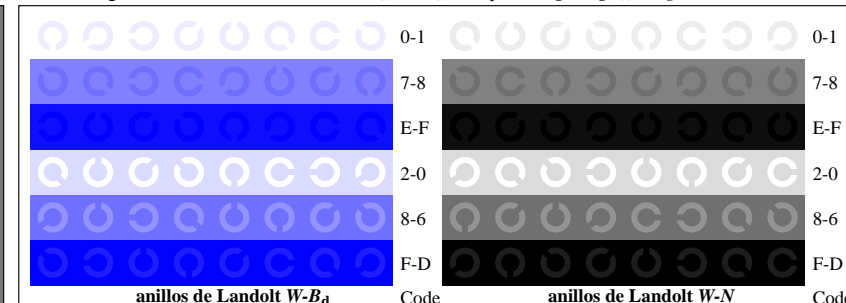 0-1 0-1
7-8 7-8
E-F E-F
2-0 2-0
8-6 8-6
F-D F-D
anillos de Landolt W-Bd Code anillos de Landolt W-N Code